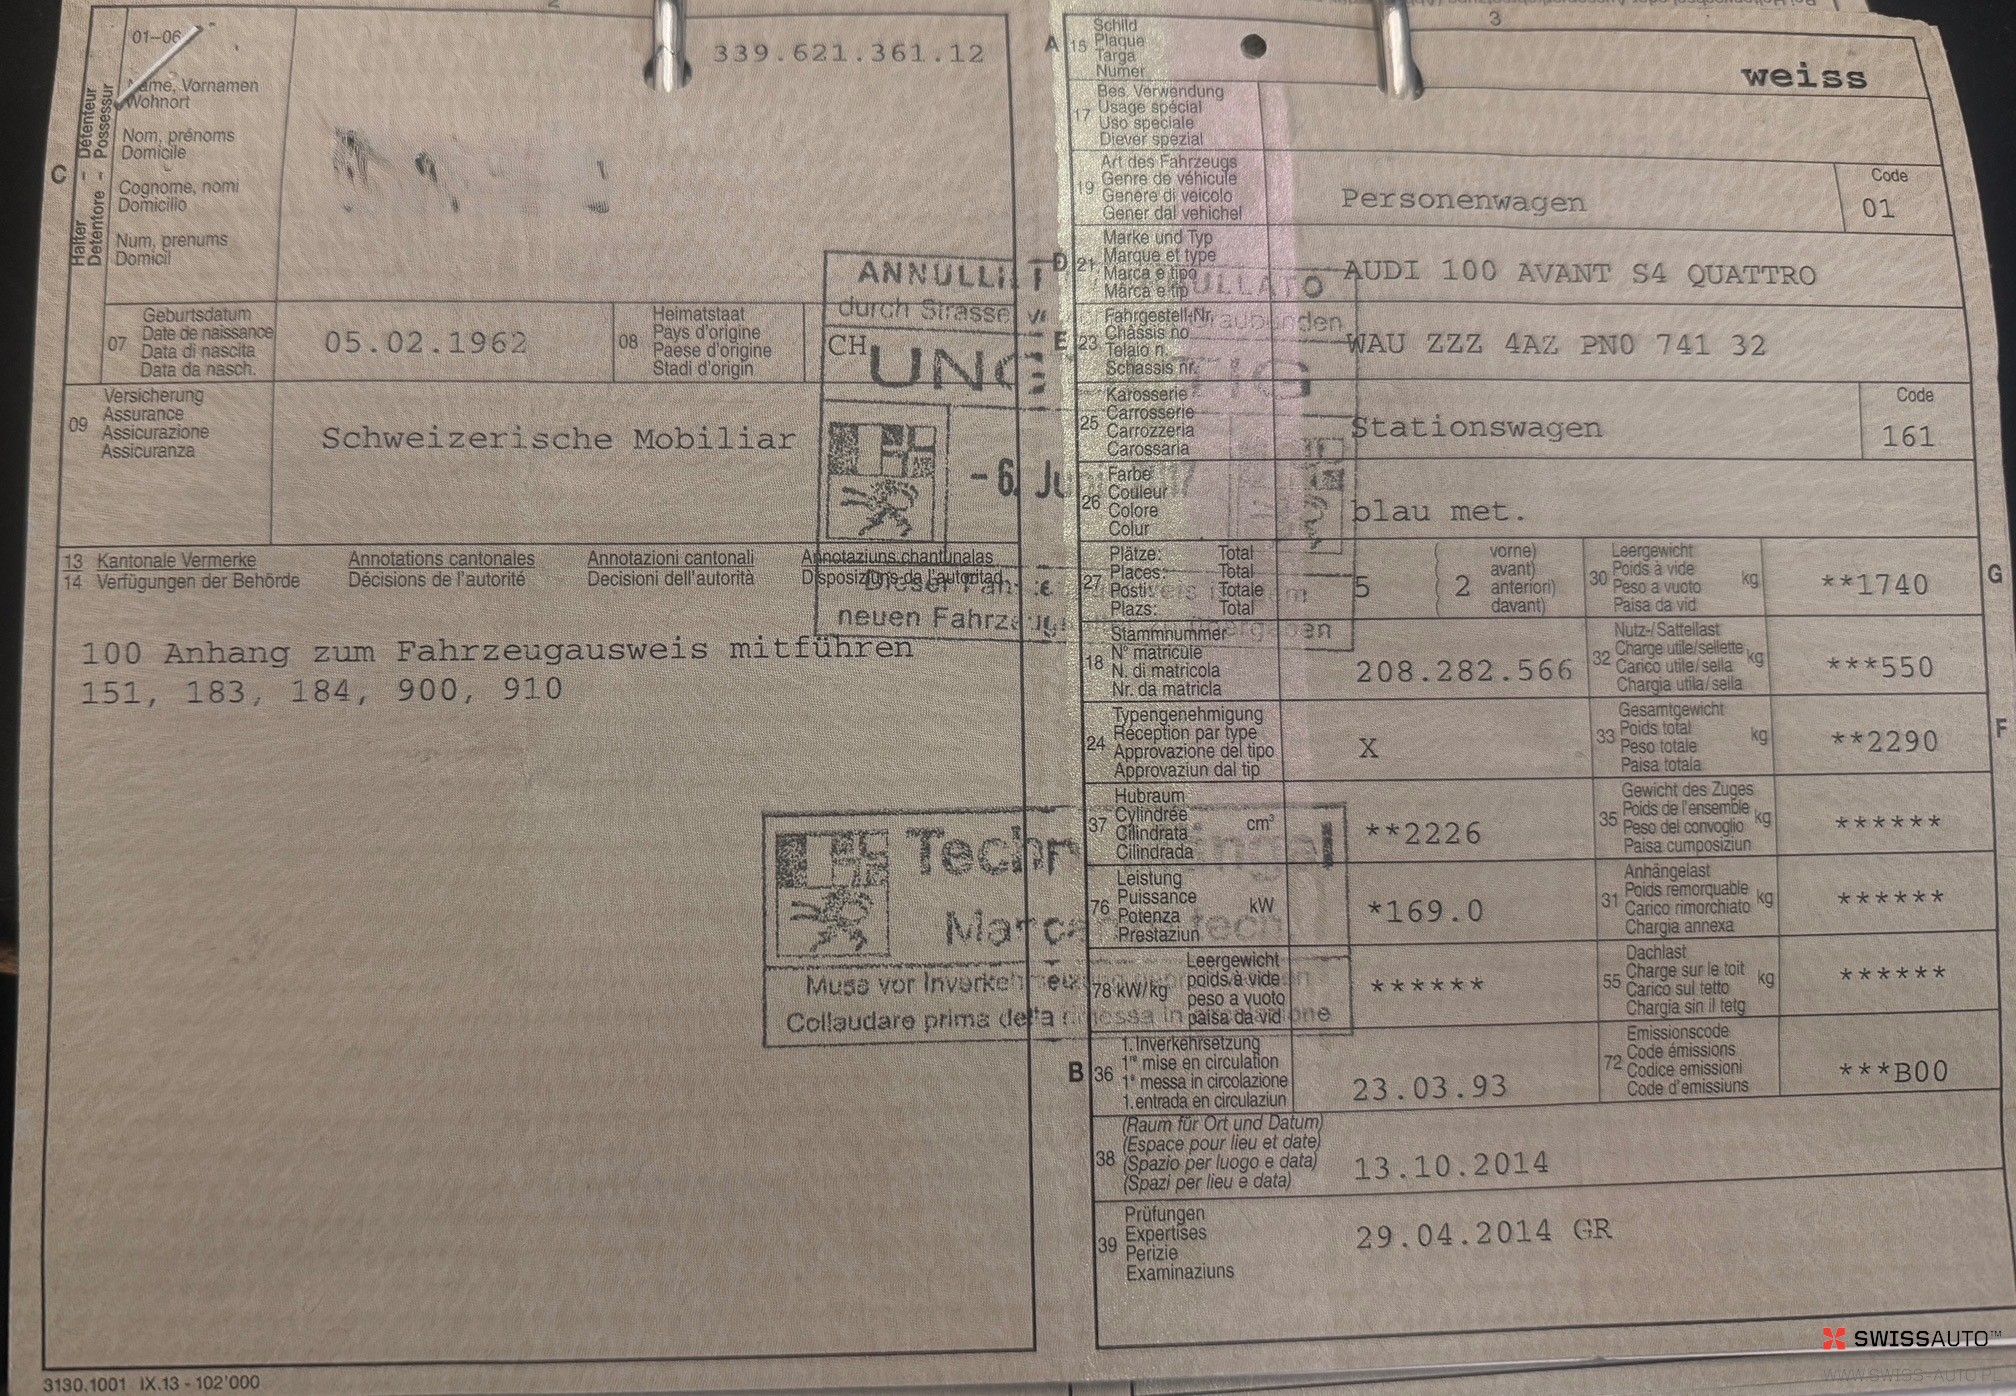 2
339.621.361.12
01–06
Name, Vornamen
Wohnort
Nom, prénoms
Domicile
Cognome, nomi
Domicilio
Num, prenums
Domicil
C
Halter – Détenteur
Detentore – Possessur
07
Geburtsdatum
Date de naissance
Data di nascita
Data da nasch.
05.02.1962
08
Heimatstaat
Pays d'origine
Paese d'origine
Stadi d'origin
CH
09
Versicherung
Assurance
Assicurazione
Assicuranza
Schweizerische Mobiliar
13 Kantonale Vermerke Annotations cantonales Annotazioni cantonali Annotaziuns chantunalas
14 Verfügungen der Behörde Décisions de l'autorité Decisioni dell'autorità Disposiziuns da l'autoritad
100 Anhang zum Fahrzeugausweis mitführen
151, 183, 184, 900, 910
durch Strasse
- 6. Ju
neuen Fahrzeug
Muss vor
Collaudare prima della rimessa in
3130.1001 IX.13 - 102'000
3
A
15
Schild
Plaque
Targa
Numer
weiss
17
Bes. Verwendung
Usage spécial
Uso speciale
Diever spezial
19
Art des Fahrzeugs
Genre de véhicule
Genere di veicolo
Gener dal vehichel
Personenwagen
Code
01
D
21
Marke und Typ
Marque et type
Marca e tipo
Marca e tip
AUDI 100 AVANT S4 QUATTRO
E
23
Fahrgestell-Nr.
Châssis no
Telaio n.
Schassis nr.
WAU ZZZ 4AZ PN0 741 32
25
Karosserie
Carrosserie
Carrozzeria
Carossaria
Stationswagen
Code
161
26
Farbe
Couleur
Colore
Colur
blau met.
27
Plätze: Total
Places: Total
Posti: Totale
Plazs: Total
5
2
vorne)
avant)
anteriori)
davant)
30
Leergewicht
Poids à vide
Peso a vuoto
Paisa da vid
kg
**1740
G
18
Stammnummer
N° matricule
N. di matricola
Nr. da matricla
208.282.566
32
Nutz-/Sattellast
Charge utile/sellette
Carico utile/sella
Chargia utila/sella
kg
***550
24
Typengenehmigung
Réception par type
Approvazione del tipo
Approvaziun dal tip
X
33
Gesamtgewicht
Poids total
Peso totale
Paisa totala
kg
**2290
F
37
Hubraum
Cylindrée
Cilindrata
Cilindrada
cm³
**2226
35
Gewicht des Zuges
Poids de l'ensemble
Peso del convoglio
Paisa cumposiziun
kg
******
76
Leistung
Puissance
Potenza
Prestaziun
kW
*169.0
31
Anhängelast
Poids remorquable
Carico rimorchiato
Chargia annexa
kg
******
78 kW/kg
Leergewicht
poids à vide
peso a vuoto
paisa da vid
******
55
Dachlast
Charge sur le toit
Carico sul tetto
Chargia sin il tetg
kg
******
B
36
1. Inverkehrsetzung
1re mise en circulation
1a messa in circolazione
1. entrada en circulaziun
23.03.93
72
Emissionscode
Code émissions
Codice emissioni
Code d'emissiuns
***B00
38
(Raum für Ort und Datum)
(Espace pour lieu et date)
(Spazio per luogo e data)
(Spazi per lieu e data)
13.10.2014
39
Prüfungen
Expertises
Perizie
Examinaziuns
29.04.2014 GR
SWISSAUTO™